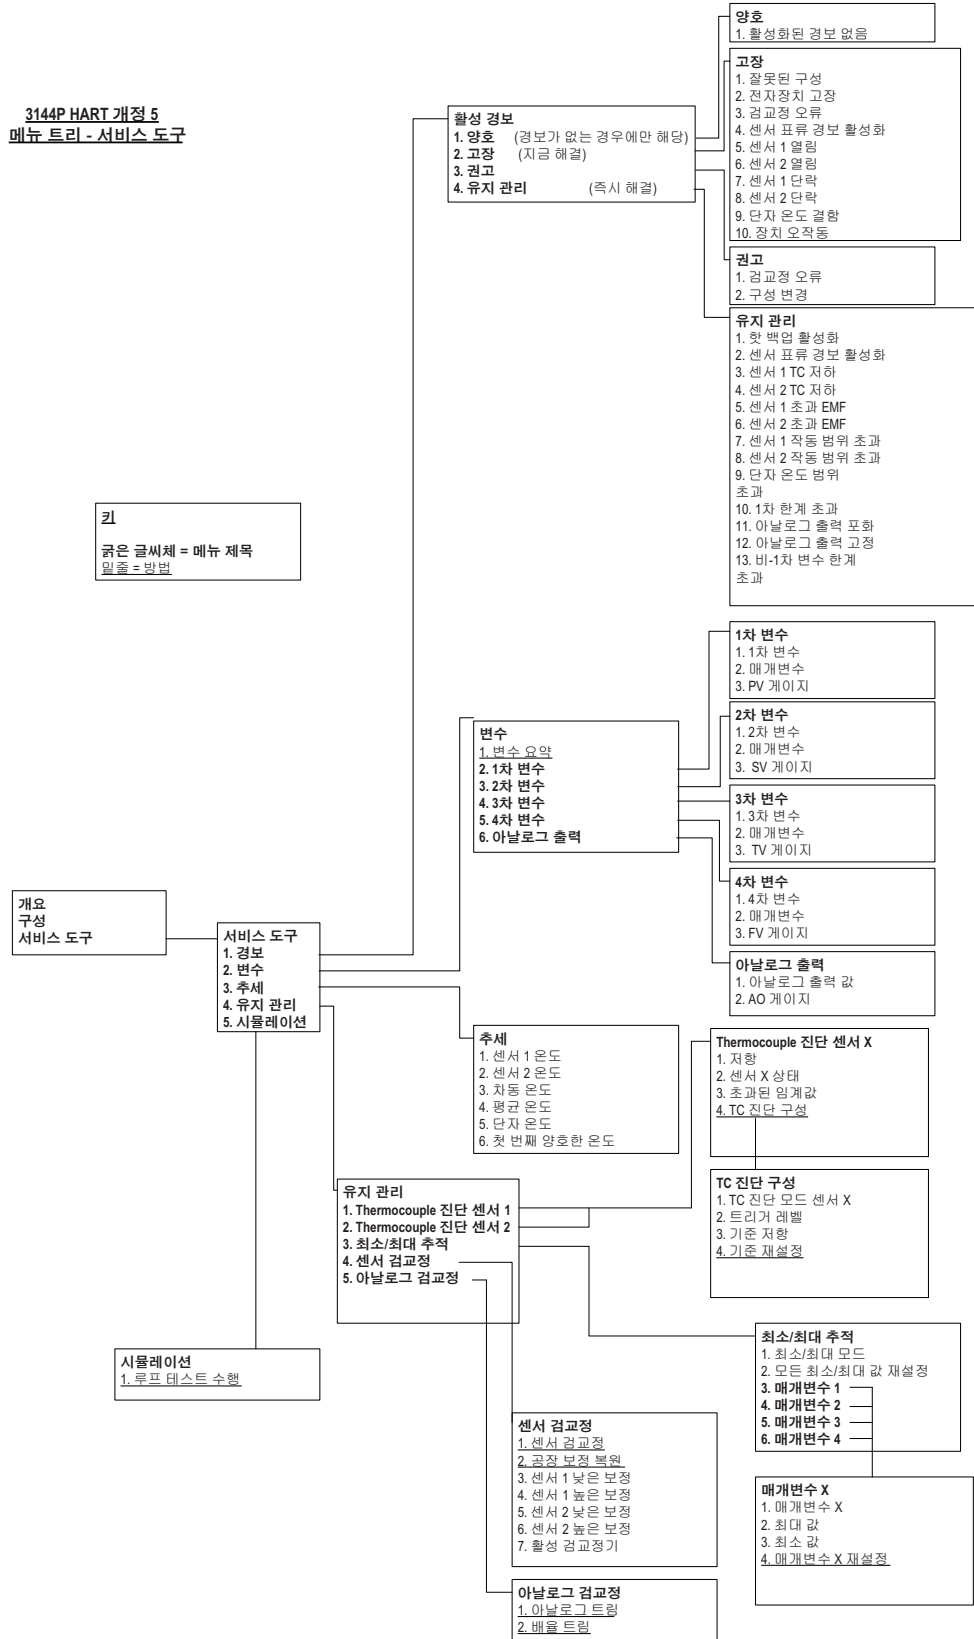 3144P HART 개정 5
메뉴 트리 - 서비스 도구
키
굵은 글씨체 = 메뉴 제목
밑줄 = 방법
개요
구성
서비스 도구
서비스 도구
1. 경보
2. 변수
3. 추세
4. 유지 관리
5. 시뮬레이션
활성 경보
1. 양호 (경보가 없는 경우에만 해당)
2. 고장 (지금 해결)
3. 권고
4. 유지 관리 (즉시 해결)
양호
1. 활성화된 경보 없음
고장
1. 잘못된 구성
2. 전자장치 고장
3. 검교정 오류
4. 센서 표류 경보 활성화
5. 센서 1 열림
6. 센서 2 열림
7. 센서 1 단락
8. 센서 2 단락
9. 단자 온도 결함
10. 장치 오작동
권고
1. 검교정 오류
2. 구성 변경
유지 관리
1. 핫 백업 활성화
2. 센서 표류 경보 활성화
3. 센서 1 TC 저하
4. 센서 2 TC 저하
5. 센서 1 초과 EMF
6. 센서 2 초과 EMF
7. 센서 1 작동 범위 초과
8. 센서 2 작동 범위 초과
9. 단자 온도 범위
초과
10. 1차 한계 초과
11. 아날로그 출력 포화
12. 아날로그 출력 고정
13. 비-1차 변수 한계
초과
변수
1. 변수 요약
2. 1차 변수
3. 2차 변수
4. 3차 변수
5. 4차 변수
6. 아날로그 출력
1차 변수
1. 1차 변수
2. 매개변수
3. PV 게이지
2차 변수
1. 2차 변수
2. 매개변수
3. SV 게이지
3차 변수
1. 3차 변수
2. 매개변수
3. TV 게이지
4차 변수
1. 4차 변수
2. 매개변수
3. FV 게이지
아날로그 출력
1. 아날로그 출력 값
2. AO 게이지
추세
1. 센서 1 온도
2. 센서 2 온도
3. 차동 온도
4. 평균 온도
5. 단자 온도
6. 첫 번째 양호한 온도
유지 관리
1. Thermocouple 진단 센서 1
2. Thermocouple 진단 센서 2
3. 최소/최대 추적
4. 센서 검교정
5. 아날로그 검교정
Thermocouple 진단 센서 X
1. 저항
2. 센서 X 상태
3. 초과된 임계값
4. TC 진단 구성
TC 진단 구성
1. TC 진단 모드 센서 X
2. 트리거 레벨
3. 기준 저항
4. 기준 재설정
최소/최대 추적
1. 최소/최대 모드
2. 모든 최소/최대 값 재설정
3. 매개변수 1
4. 매개변수 2
5. 매개변수 3
6. 매개변수 4
매개변수 X
1. 매개변수 X
2. 최대 값
3. 최소 값
4. 매개변수 X 재설정
시뮬레이션
1. 루프 테스트 수행
센서 검교정
1. 센서 검교정
2. 공장 보정 복원
3. 센서 1 낮은 보정
4. 센서 1 높은 보정
5. 센서 2 낮은 보정
6. 센서 2 높은 보정
7. 활성 검교정기
아날로그 검교정
1. 아날로그 트림
2. 배율 트림